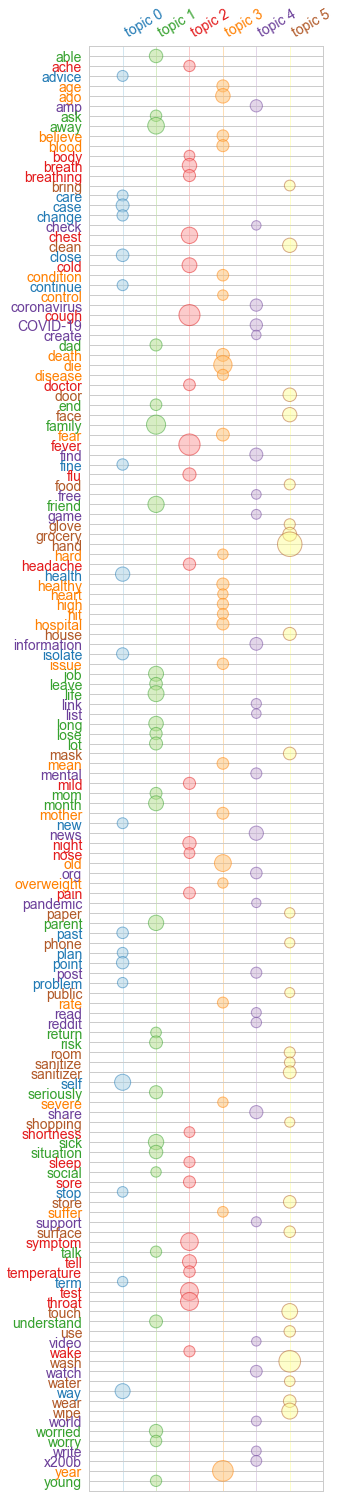 topic 0
topic 1
topic 2
topic 3
topic 4
topic 5
able
ache
advice
age
ago
amp
ask
away
believe
blood
body
breath
breathing
bring
care
case
change
check
chest
clean
close
cold
condition
continue
control
coronavirus
cough
COVID-19
create
dad
death
die
disease
doctor
door
end
face
family
fear
fever
find
fine
flu
food
free
friend
game
glove
grocery
hand
hard
headache
health
healthy
heart
high
hit
hospital
house
information
isolate
issue
job
leave
life
link
list
long
lose
lot
mask
mean
mental
mild
mom
month
mother
new
news
night
nose
old
org
overweight
pain
pandemic
paper
parent
past
phone
plan
point
post
problem
public
rate
read
reddit
return
risk
room
sanitize
sanitizer
self
seriously
severe
share
shopping
shortness
sick
situation
sleep
social
sore
stop
store
suffer
support
surface
symptom
talk
tell
temperature
term
test
throat
touch
understand
use
video
wake
wash
watch
water
way
wear
wipe
world
worried
worry
write
x200b
year
young